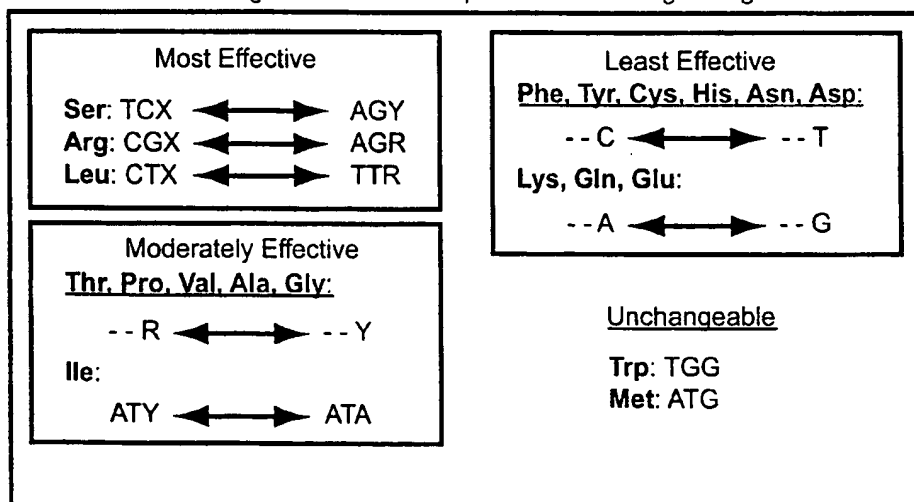 Most Effective
Ser: TCX AGY
Arg: CGX AGR
Leu: CTX TTR
Moderately Effective
Thr, Pro, Val, Ala, Gly:
--R --Y
Ile:
ATY ATA
Least Effective
Phe, Tyr, Cys, His, Asn, Asp:
--C --T
Lys, Gln, Glu:
--A --G
Unchangeable
Trp: TGG
Met: ATG